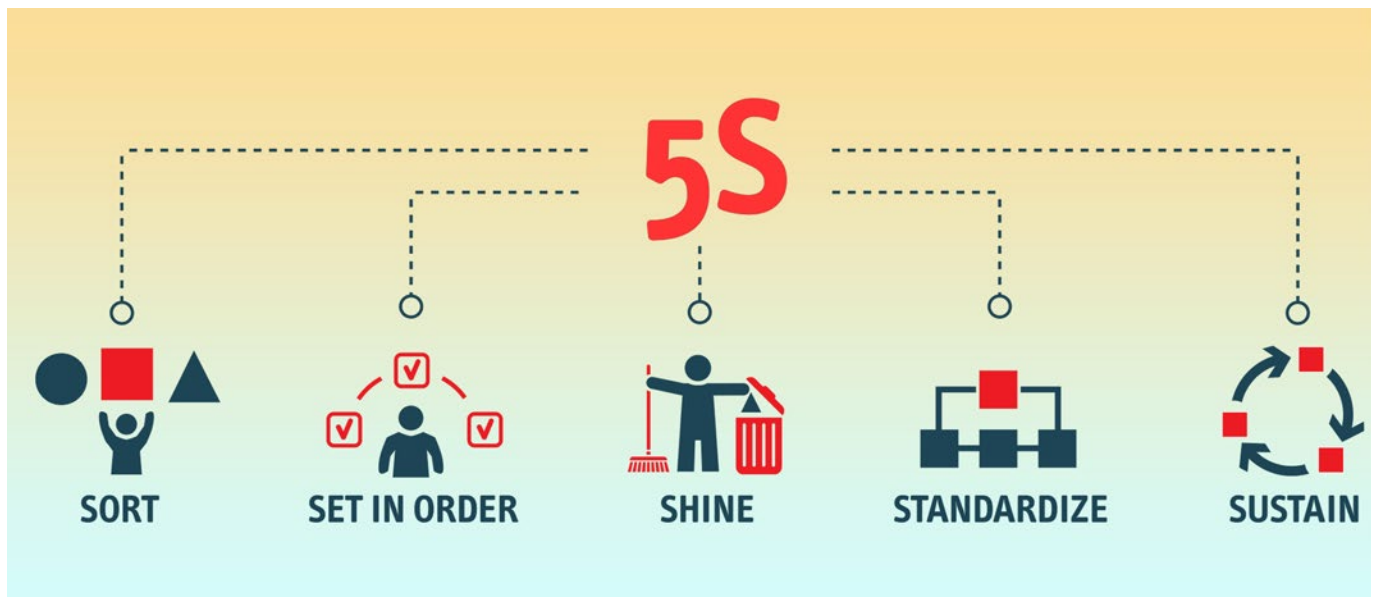 5S
SORT
SET IN ORDER
SHINE
STANDARDIZE
SUSTAIN